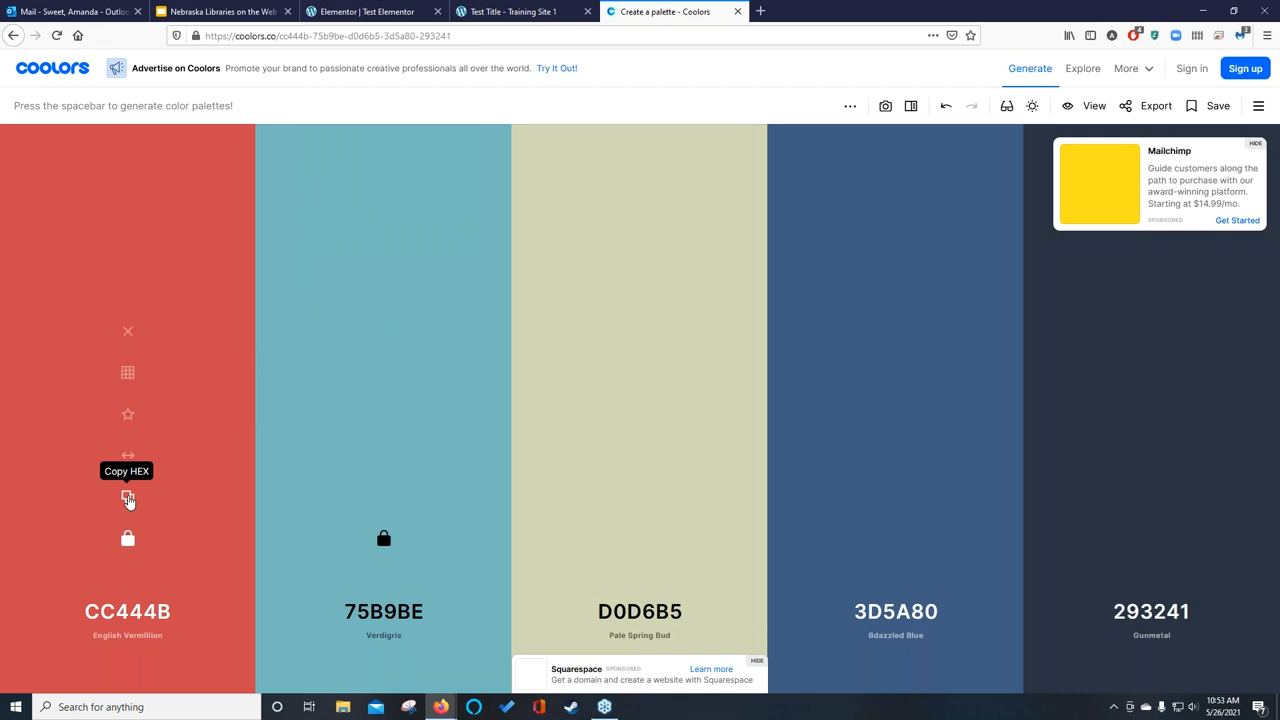 Mail - Sweet, Amanda - Outloo
Nebraska Libraries on the Web
Elementor | Test Elementor
Test Title - Training Site 1
Create a palette - Coolors
https://coolors.co/cc444b-75b9be-d0d6b5-3d5a80-293241
4
3
coolors
Advertise on Coolors Promote your brand to passionate creative professionals all over the world. Try It Out!
Generate
Explore
More
Sign in
Sign up
Press the spacebar to generate color palettes!
View
Export
Save
HIDE
Mailchimp
Guide customers along the
path to purchase with our
award-winning platform.
Starting at $14.99/mo.
SPONSORED
Get Started
Copy HEX
CC444B
English Vermillion
75B9BE
Verdigris
D0D6B5
Pale Spring Bud
3D5A80
Bdazzled Blue
293241
Gunmetal
HIDE
Squarespace SPONSORED Learn more
Get a domain and create a website with Squarespace
Search for anything
10:53 AM
5/26/2021